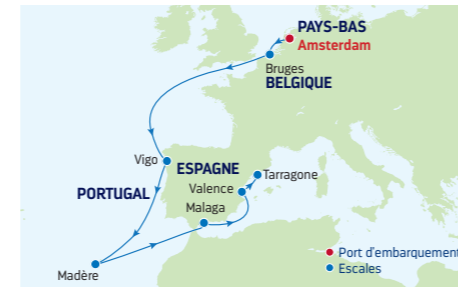 PAYS-BAS
Amsterdam
Bruges
BELGIQUE
Vigo
ESPAGNE
Tarragone
Valence
PORTUGAL
Malaga
Madère
Port d'embarquement
Escales